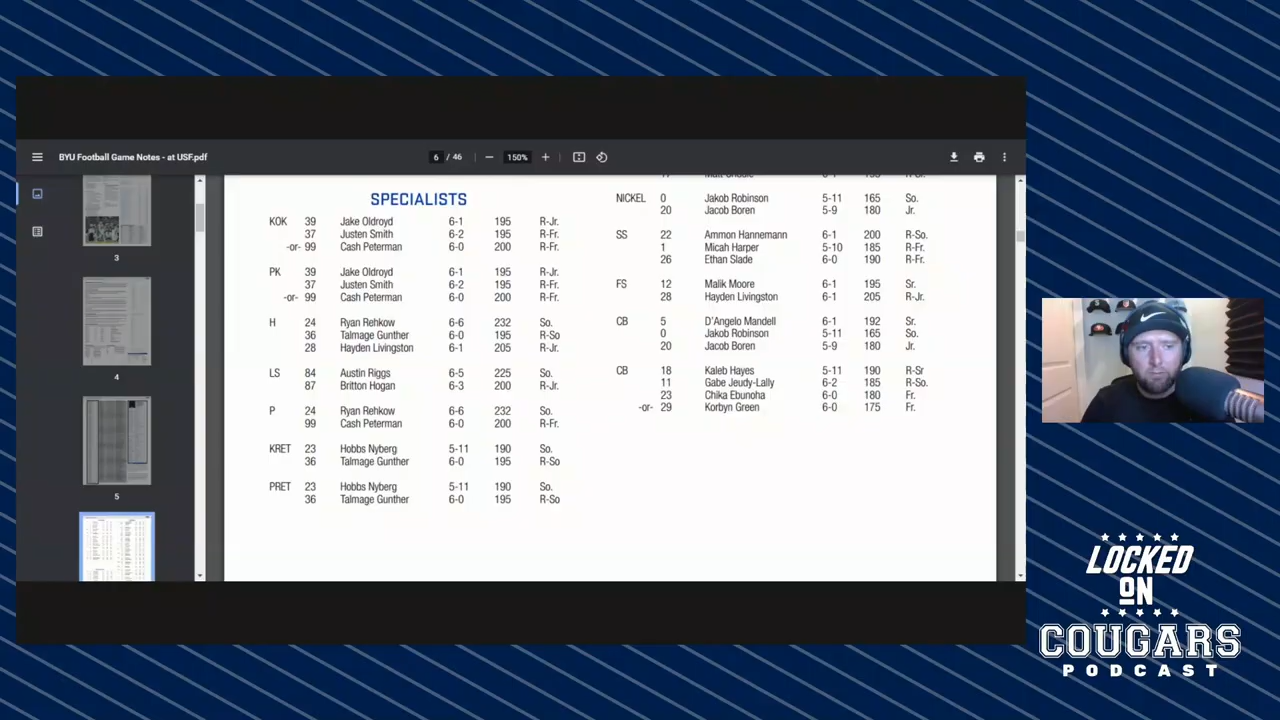 BYU Football Game Notes - at USF.pdf
6 / 46
150%
3
4
5
SPECIALISTS
KOK 39 Jake Oldroyd 6-1 195 R-Jr.
37 Justen Smith 6-2 195 R-Fr.
-or- 99 Cash Peterman 6-0 200 R-Fr.
PK 39 Jake Oldroyd 6-1 195 R-Jr.
37 Justen Smith 6-2 195 R-Fr.
-or- 99 Cash Peterman 6-0 200 R-Fr.
H 24 Ryan Rehkow 6-6 232 So.
36 Talmage Gunther 6-0 195 R-So
28 Hayden Livingston 6-1 205 R-Jr.
LS 84 Austin Riggs 6-5 225 So.
87 Britton Hogan 6-3 200 R-Jr.
P 24 Ryan Rehkow 6-6 232 So.
99 Cash Peterman 6-0 200 R-Fr.
KRET 23 Hobbs Nyberg 5-11 190 So.
36 Talmage Gunther 6-0 195 R-So
PRET 23 Hobbs Nyberg 5-11 190 So.
36 Talmage Gunther 6-0 195 R-So
NICKEL 0 Jakob Robinson 5-11 165 So.
20 Jacob Boren 5-9 180 Jr.
SS 22 Ammon Hannemann 6-1 200 R-So.
1 Micah Harper 5-10 185 R-Fr.
26 Ethan Slade 6-0 190 R-Fr.
FS 12 Malik Moore 6-1 195 Sr.
28 Hayden Livingston 6-1 205 R-Jr.
CB 5 D'Angelo Mandell 6-1 192 Sr.
0 Jakob Robinson 5-11 165 So.
20 Jacob Boren 5-9 180 Jr.
CB 18 Kaleb Hayes 5-11 190 R-Sr
11 Gabe Jeudy-Lally 6-2 185 R-So.
23 Chika Ebunoha 6-0 180 Fr.
-or- 29 Korbyn Green 6-0 175 Fr.
LOCKED
ON
COUGARS
PODCAST